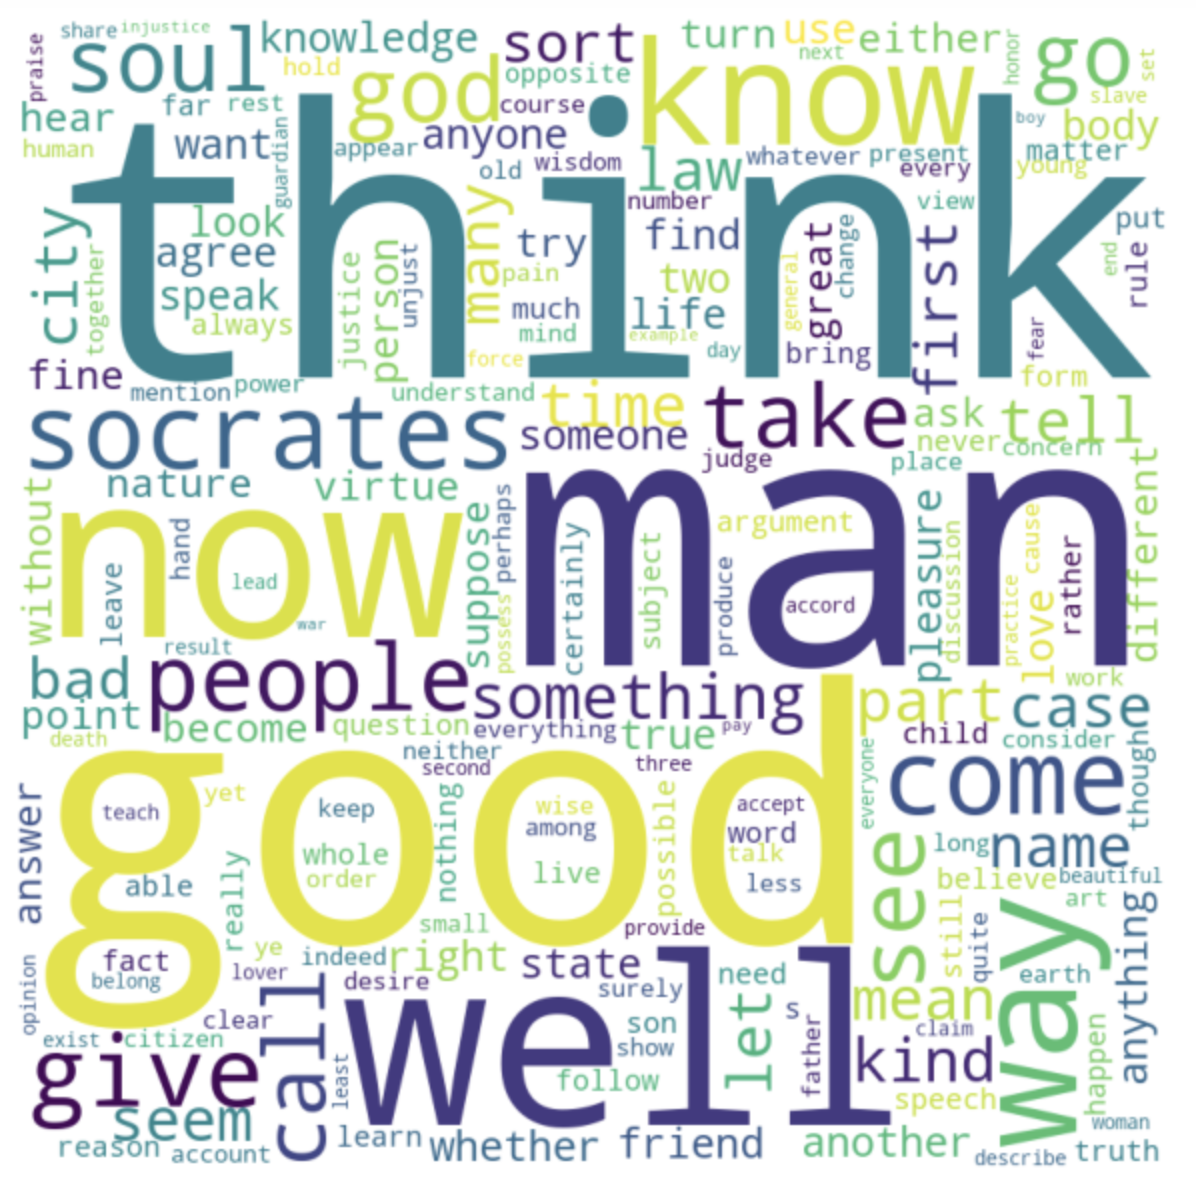 share injustice
praise
soul
knowledge
hold
god
sort
opposite
course
know
turn
use
either
next
honor
go
set
slave
body
hear
far
rest
human
want
guardian
appear
anyone
old
wisdom
law
whatever
present
every
boy
matter
young
think
number
view
put
city
together
look
agree
speak
always
justice
person
unjust
many
try
pain
much
mind
find
two
life
example
day
general
great
change
bring
first
fear
end
rule
fine
mention
power
force
understand
time
form
socrates
someone
take
judge
ask
never
tell
concern
place
nature
virtue
without
now
hand
leave
lead
war
result
suppose
perhaps
possess
man
certainly
subject
produce
argument
accord
pleasure
discussion
practice
cause
love
rather
different
work
bad
point
death
people
become
question
something
everything
neither
second
true
pay
three
part
case
child
consider
everyone
come
thought
good
teach
yet
keep
whole
order
nothing
wise
among
live
possible
accept
word
talk
less
answer
able
really
small
provide
see
long
name
believe
beautiful
art
still
quite
way
anything
earth
opinion
fact
belong
ye
lover
indeed
right
desire
state
surely
need
mean
claim
exist
citizen
clear
call
well
son
show
let
s
father
kind
happen
give
seem
least
follow
speech
woman
reason
account
learn
whether
friend
another
describe
truth